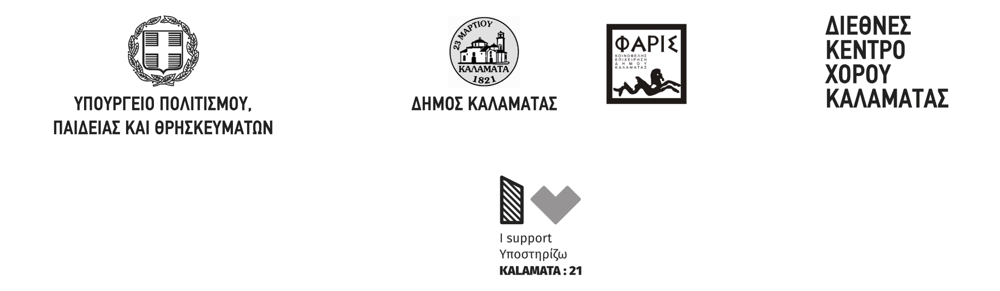 ΥΠΟΥΡΓΕΙΟ ΠΟΛΙΤΙΣΜΟΥ,
ΠΑΙΔΕΙΑΣ ΚΑΙ ΘΡΗΣΚΕΥΜΑΤΩΝ
23 ΜΑΡΤΙΟΥ
ΚΑΛΑΜΑΤΑ
1821
ΔΗΜΟΣ ΚΑΛΑΜΑΤΑΣ
ΦΑΡΙΣ
ΚΟΙΝΩΦΕΛΗΣ
ΕΠΙΧΕΙΡΗΣΗ
ΔΗΜΟΥ
ΚΑΛΑΜΑΤΑΣ
ΔΙΕΘΝΕΣ
ΚΕΝΤΡΟ
ΧΟΡΟΥ
ΚΑΛΑΜΑΤΑΣ
I support
Υποστηρίζω
KALAMATA : 21